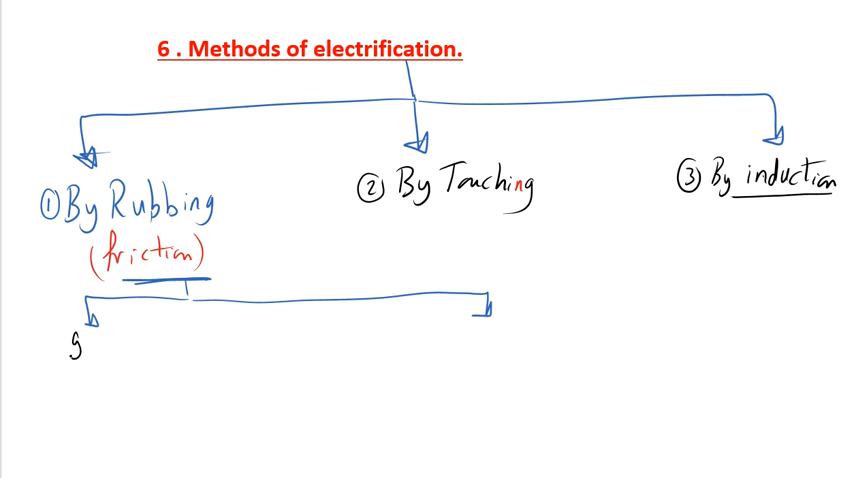 6 . Methods of electrification.
① By Rubbing
(friction)
② By Touching
③ By induction
g